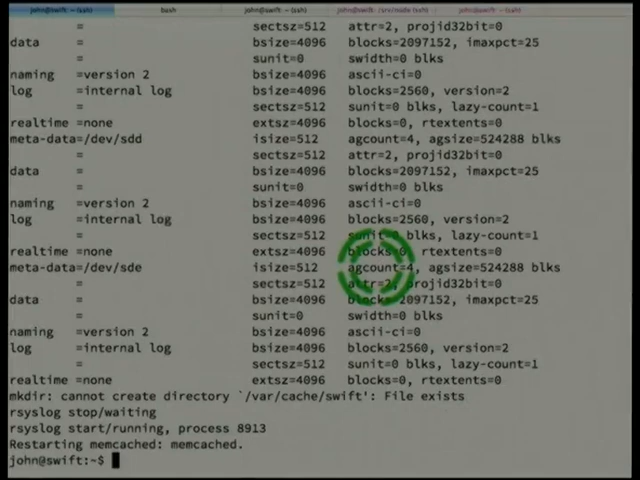 john@swift: ~ (ssh) bash john@swift: ~ (ssh) john@swift: /srv/node (ssh) john@swift: ~ (ssh)
= sectsz=512 attr=2, projid32bit=0
data = bsize=4096 blocks=2097152, imaxpct=25
= sunit=0 swidth=0 blks
naming =version 2 bsize=4096 ascii-ci=0
log =internal log bsize=4096 blocks=2560, version=2
= sectsz=512 sunit=0 blks, lazy-count=1
realtime =none extsz=4096 blocks=0, rtextents=0
meta-data=/dev/sdd isize=512 agcount=4, agsize=524288 blks
= sectsz=512 attr=2, projid32bit=0
data = bsize=4096 blocks=2097152, imaxpct=25
= sunit=0 swidth=0 blks
naming =version 2 bsize=4096 ascii-ci=0
log =internal log bsize=4096 blocks=2560, version=2
= sectsz=512 sunit=0 blks, lazy-count=1
realtime =none extsz=4096 blocks=0, rtextents=0
meta-data=/dev/sde isize=512 agcount=4, agsize=524288 blks
= sectsz=512 attr=2, projid32bit=0
data = bsize=4096 blocks=2097152, imaxpct=25
= sunit=0 swidth=0 blks
naming =version 2 bsize=4096 ascii-ci=0
log =internal log bsize=4096 blocks=2560, version=2
= sectsz=512 sunit=0 blks, lazy-count=1
realtime =none extsz=4096 blocks=0, rtextents=0
mkdir: cannot create directory `/var/cache/swift': File exists
rsyslog stop/waiting
rsyslog start/running, process 8913
Restarting memcached: memcached.
john@swift:~$